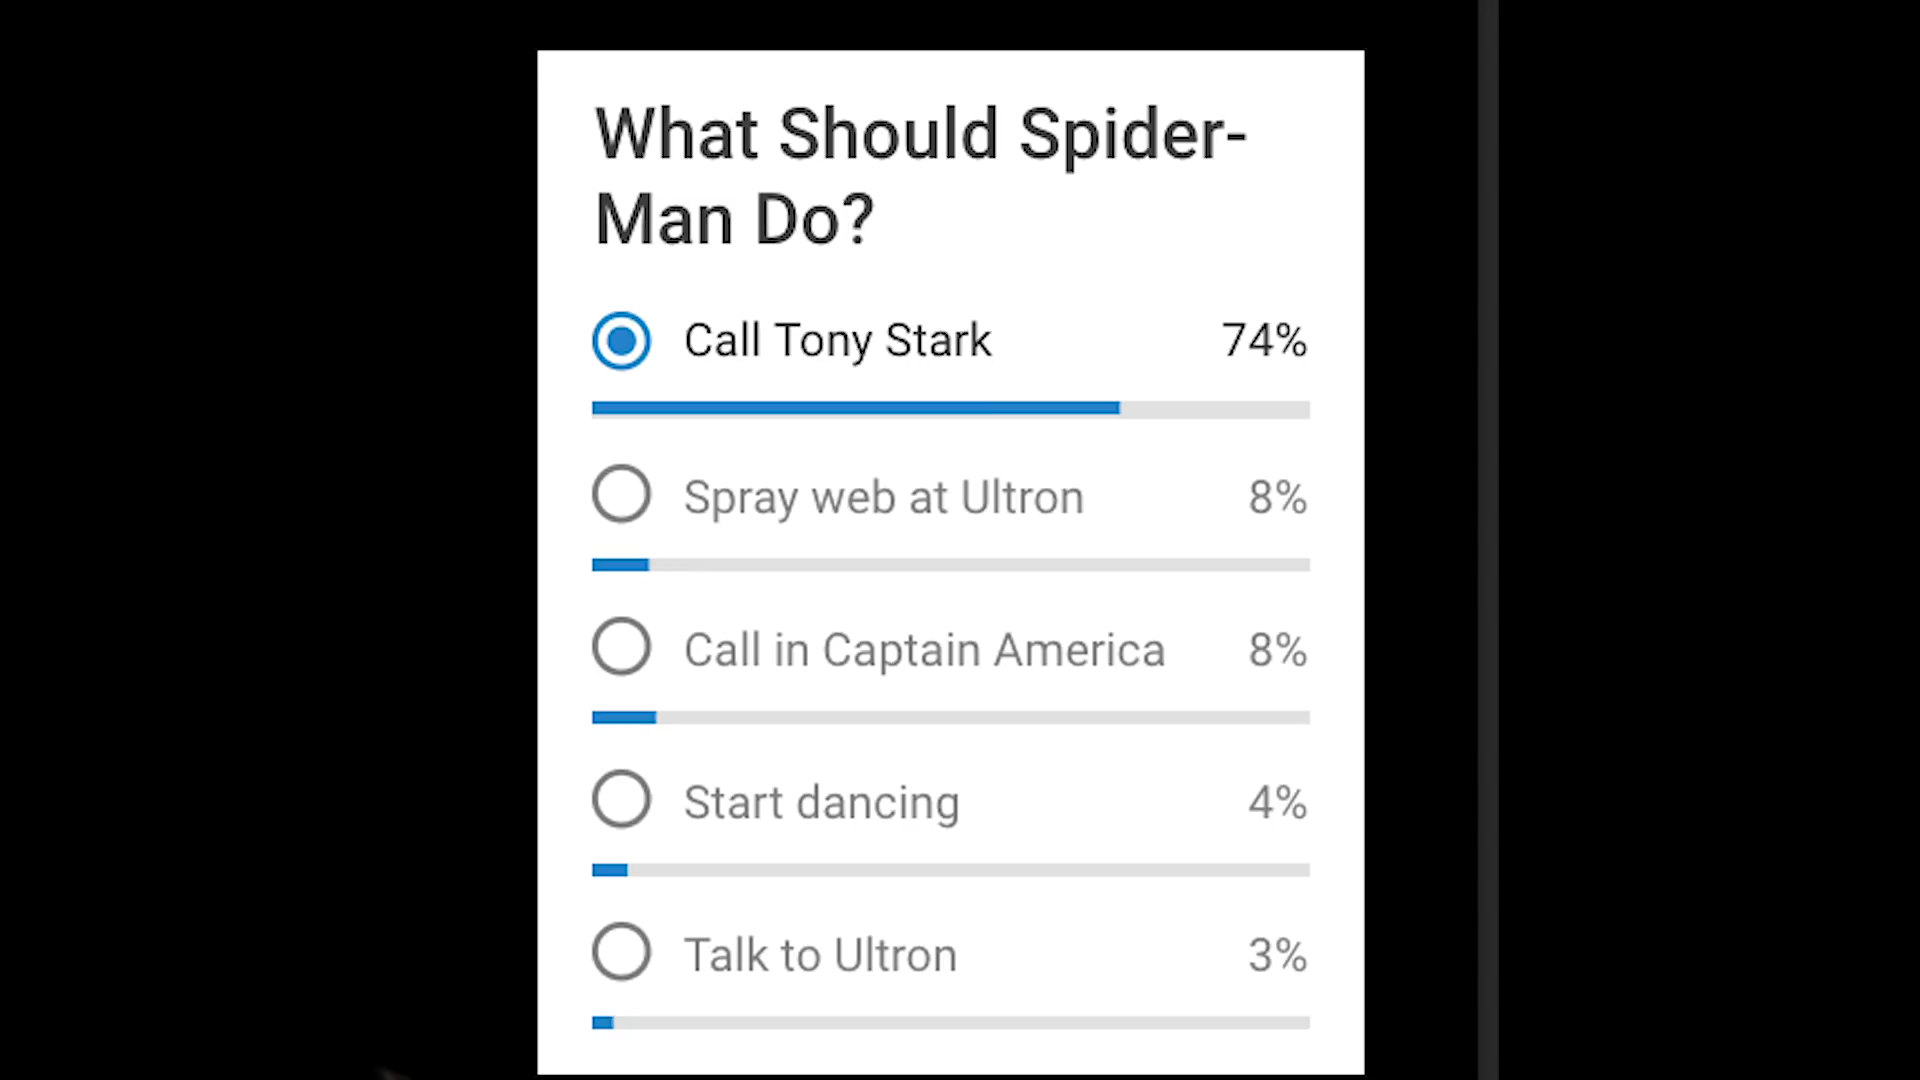 What Should Spider-
Man Do?
Call Tony Stark 74%
Spray web at Ultron 8%
Call in Captain America 8%
Start dancing 4%
Talk to Ultron 3%